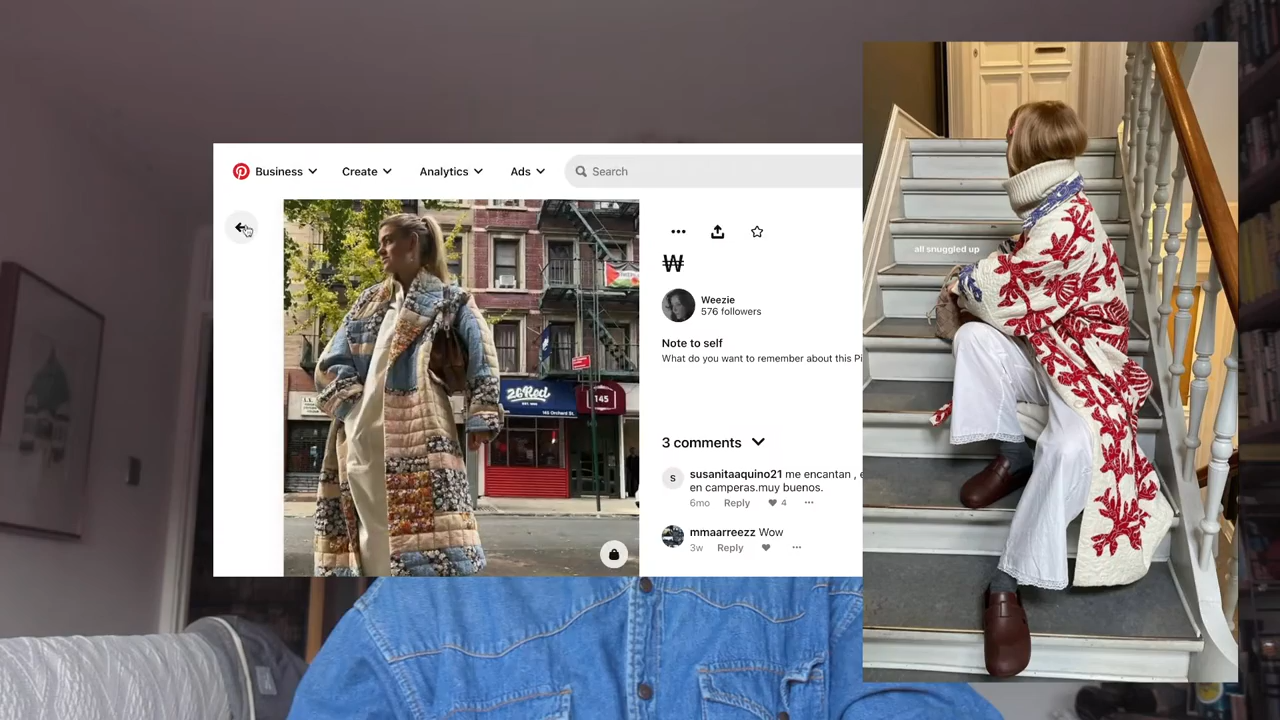 Business
Create
Analytics
Ads
Search
₩
Weezie
576 followers
Note to self
What do you want to remember about this Pi
3 comments
S
susanitaaquino21 me encantan , e
en camperas.muy buenos.
6mo Reply 4
mmaarreezz Wow
3w Reply
26Red
145
all snuggled up